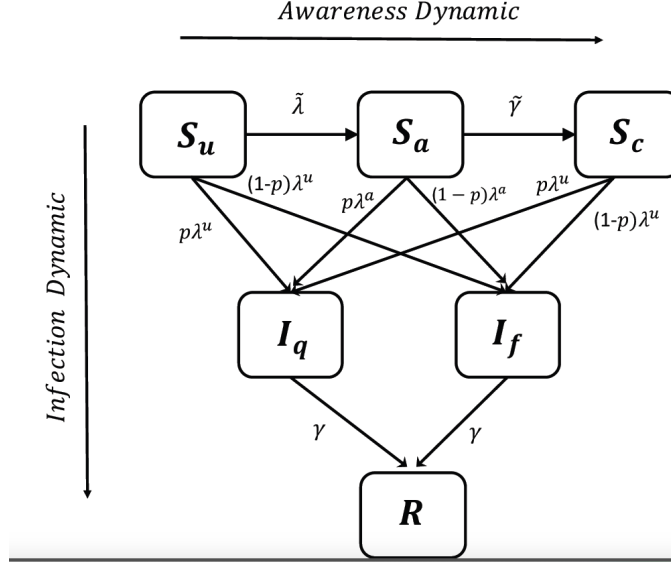 Awareness Dynamic
λ̃
γ̃
S_u
S_a
S_c
(1-p)λ^u
pλ^a
(1 − p)λ^a
pλ^u
pλ^u
(1-p)λ^u
Infection Dynamic
I_q
I_f
γ
γ
R